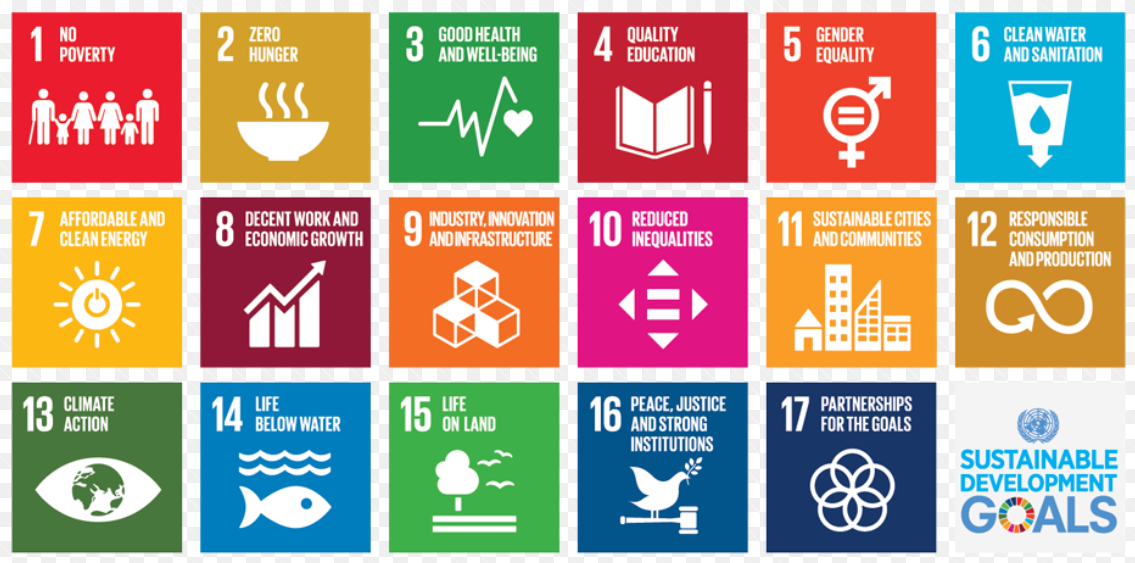 1 NO
POVERTY
2 ZERO
HUNGER
3 GOOD HEALTH
AND WELL-BEING
4 QUALITY
EDUCATION
5 GENDER
EQUALITY
6 CLEAN WATER
AND SANITATION
7 AFFORDABLE AND
CLEAN ENERGY
8 DECENT WORK AND
ECONOMIC GROWTH
9 INDUSTRY, INNOVATION
AND INFRASTRUCTURE
10 REDUCED
INEQUALITIES
11 SUSTAINABLE CITIES
AND COMMUNITIES
12 RESPONSIBLE
CONSUMPTION
AND PRODUCTION
13 CLIMATE
ACTION
14 LIFE
BELOW WATER
15 LIFE
ON LAND
16 PEACE, JUSTICE
AND STRONG
INSTITUTIONS
17 PARTNERSHIPS
FOR THE GOALS
SUSTAINABLE
DEVELOPMENT
GOALS